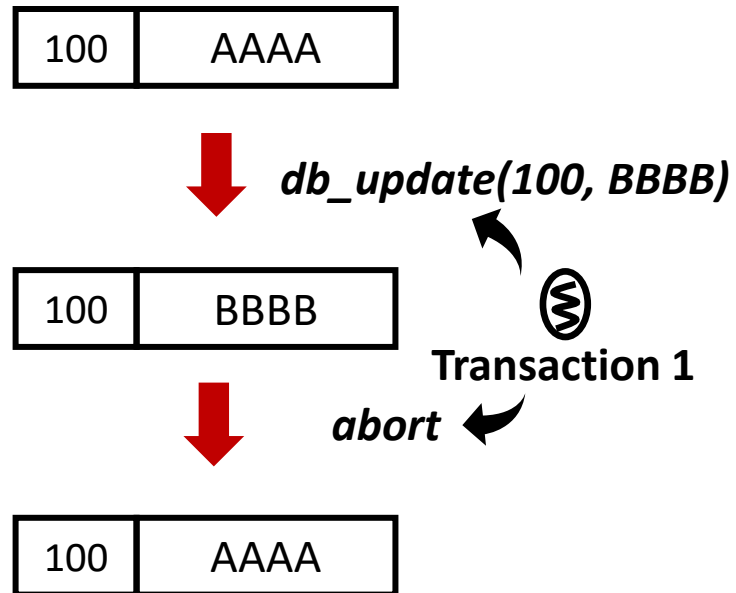 100 AAAA
db_update(100, BBBB)
100 BBBB
Transaction 1
abort
100 AAAA